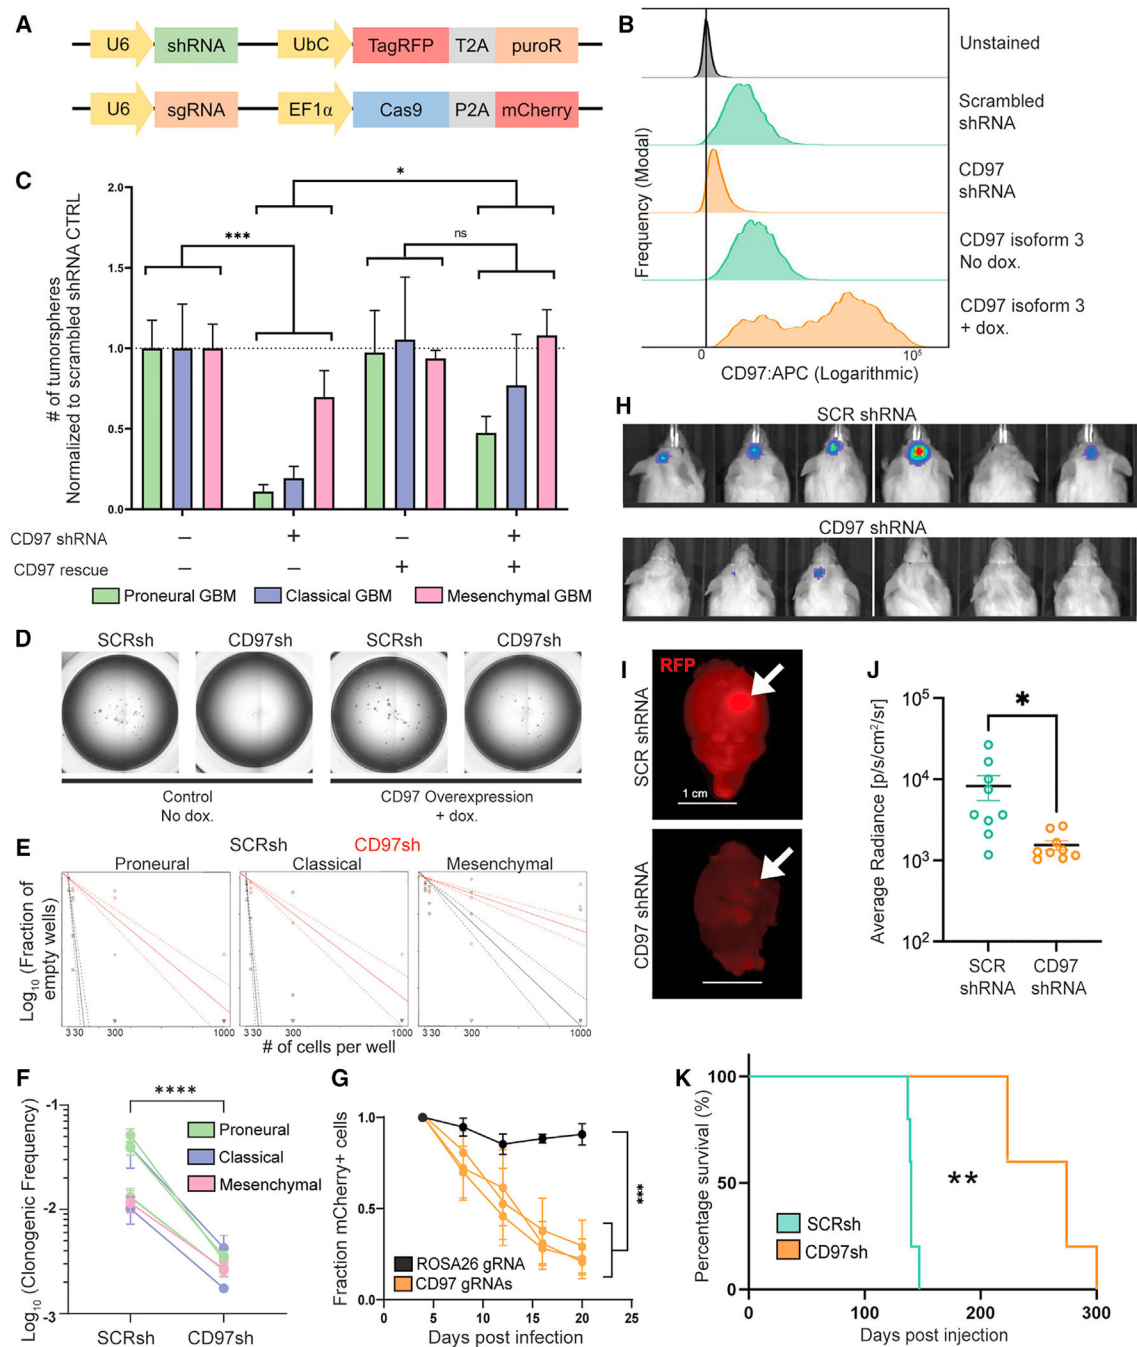 A
U6 shRNA UbC TagRFP T2A puroR
U6 sgRNA EF1α Cas9 P2A mCherry
B
Unstained
Scrambled
shRNA
CD97
shRNA
CD97 isoform 3
No dox.
CD97 isoform 3
+ dox.
Frequency (Modal)
0 10⁵
CD97:APC (Logarithmic)
C
# of tumorspheres
Normalized to scrambled shRNA CTRL
2.0
1.5
1.0
0.5
0.0
*
***
ns
CD97 shRNA − + − +
CD97 rescue − − + +
Proneural GBM Classical GBM Mesenchymal GBM
D
SCRsh CD97sh SCRsh CD97sh
Control
No dox.
CD97 Overexpression
+ dox.
E
SCRsh CD97sh
Proneural Classical Mesenchymal
Log₁₀ (Fraction of
empty wells)
3 30 300 1000 3 30 300 1000 3 30 300 1000
# of cells per well
F
Log₁₀ (Clonogenic Frequency)
-1
-2
-3
****
Proneural
Classical
Mesenchymal
SCRsh CD97sh
G
Fraction mCherry+ cells
1.0
0.5
0.0
***
ROSA26 gRNA
CD97 gRNAs
0 5 10 15 20 25
Days post infection
H
SCR shRNA
CD97 shRNA
I
RFP
SCR shRNA
1 cm
CD97 shRNA
J
Average Radiance [p/s/cm²/sr]
10⁵
10⁴
10³
10²
*
SCR
shRNA
CD97
shRNA
K
Percentage survival (%)
100
50
0
**
SCRsh
CD97sh
0 100 200 300
Days post injection